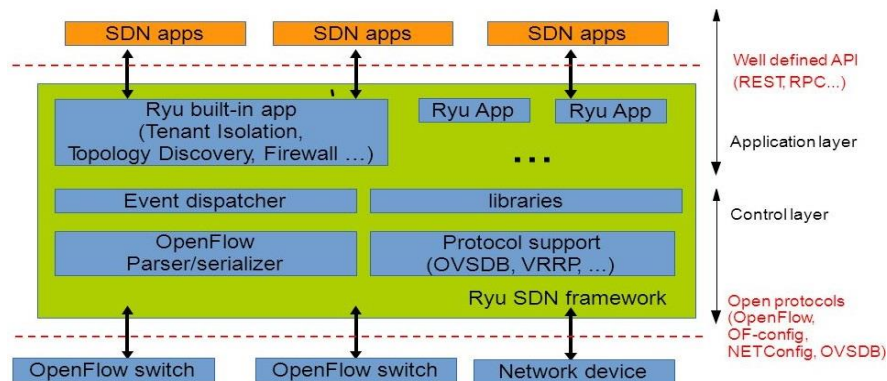 SDN apps
SDN apps
SDN apps
Well defined API
(REST, RPC...)
Ryu built-in app
(Tenant Isolation,
Topology Discovery, Firewall ...)
Ryu App
Ryu App
...
Application layer
Event dispatcher
libraries
Control layer
OpenFlow
Parser/serializer
Protocol support
(OVSDB, VRRP, ...)
Ryu SDN framework
Open protocols
(OpenFlow,
OF-config,
NETConfig, OVSDB)
OpenFlow switch
OpenFlow switch
Network device